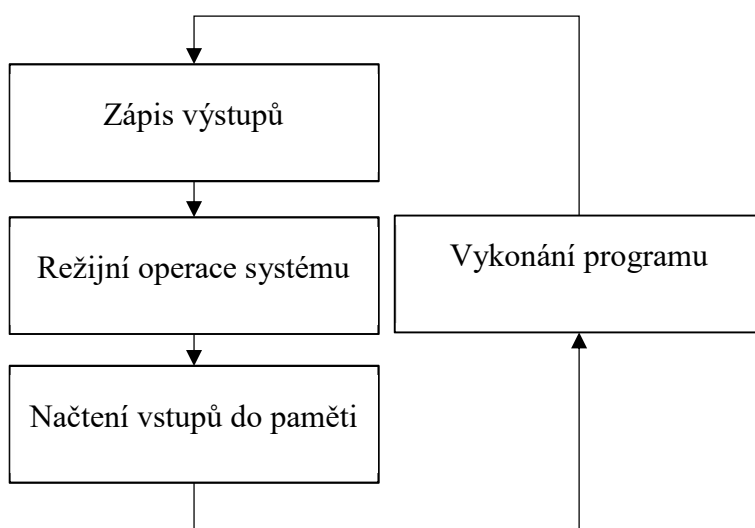 Zápis výstupů
Režijní operace systému
Vykonání programu
Načtení vstupů do paměti